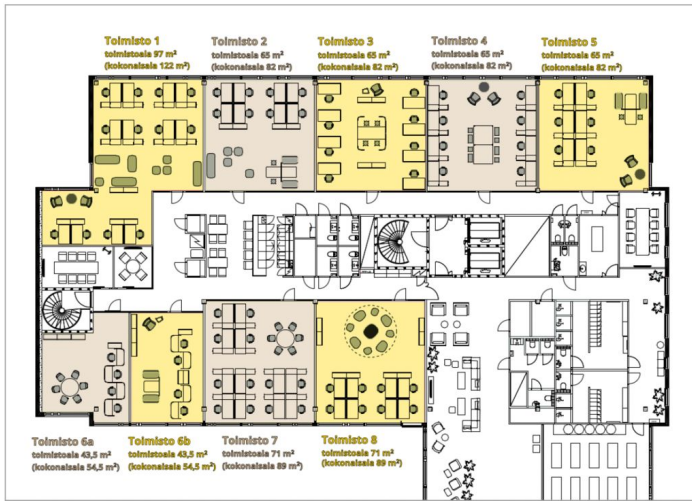 Toimisto 1
toimistoala 97 m²
(kokonaisala 122 m²)
Toimisto 2
toimistoala 65 m²
(kokonaisala 82 m²)
Toimisto 3
toimistoala 65 m²
(kokonaisala 82 m²)
Toimisto 4
toimistoala 65 m²
(kokonaisala 82 m²)
Toimisto 5
toimistoala 65 m²
(kokonaisala 82 m²)
Toimisto 6a
toimistoala 43,5 m²
(kokonaisala 54,5 m²)
Toimisto 6b
toimistoala 43,5 m²
(kokonaisala 54,5 m²)
Toimisto 7
toimistoala 71 m²
(kokonaisala 89 m²)
Toimisto 8
toimistoala 71 m²
(kokonaisala 89 m²)